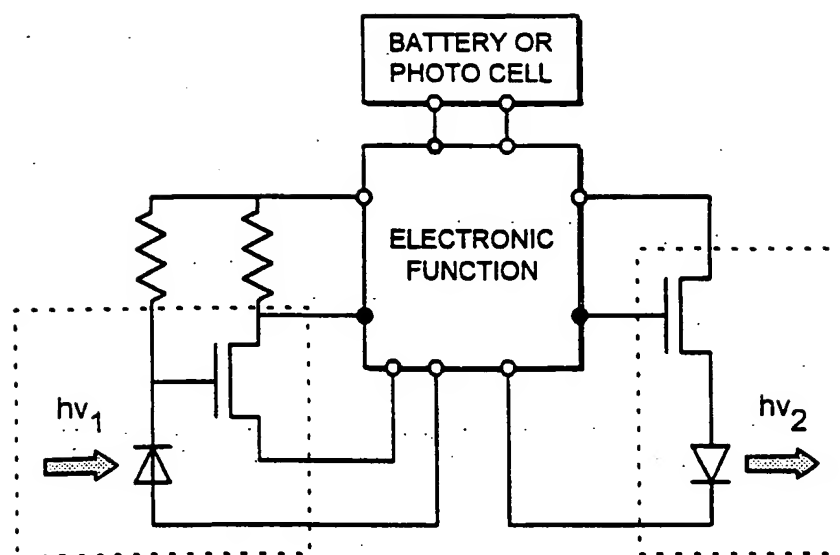 BATTERY OR
PHOTO CELL
ELECTRONIC
FUNCTION
hv1
hv2